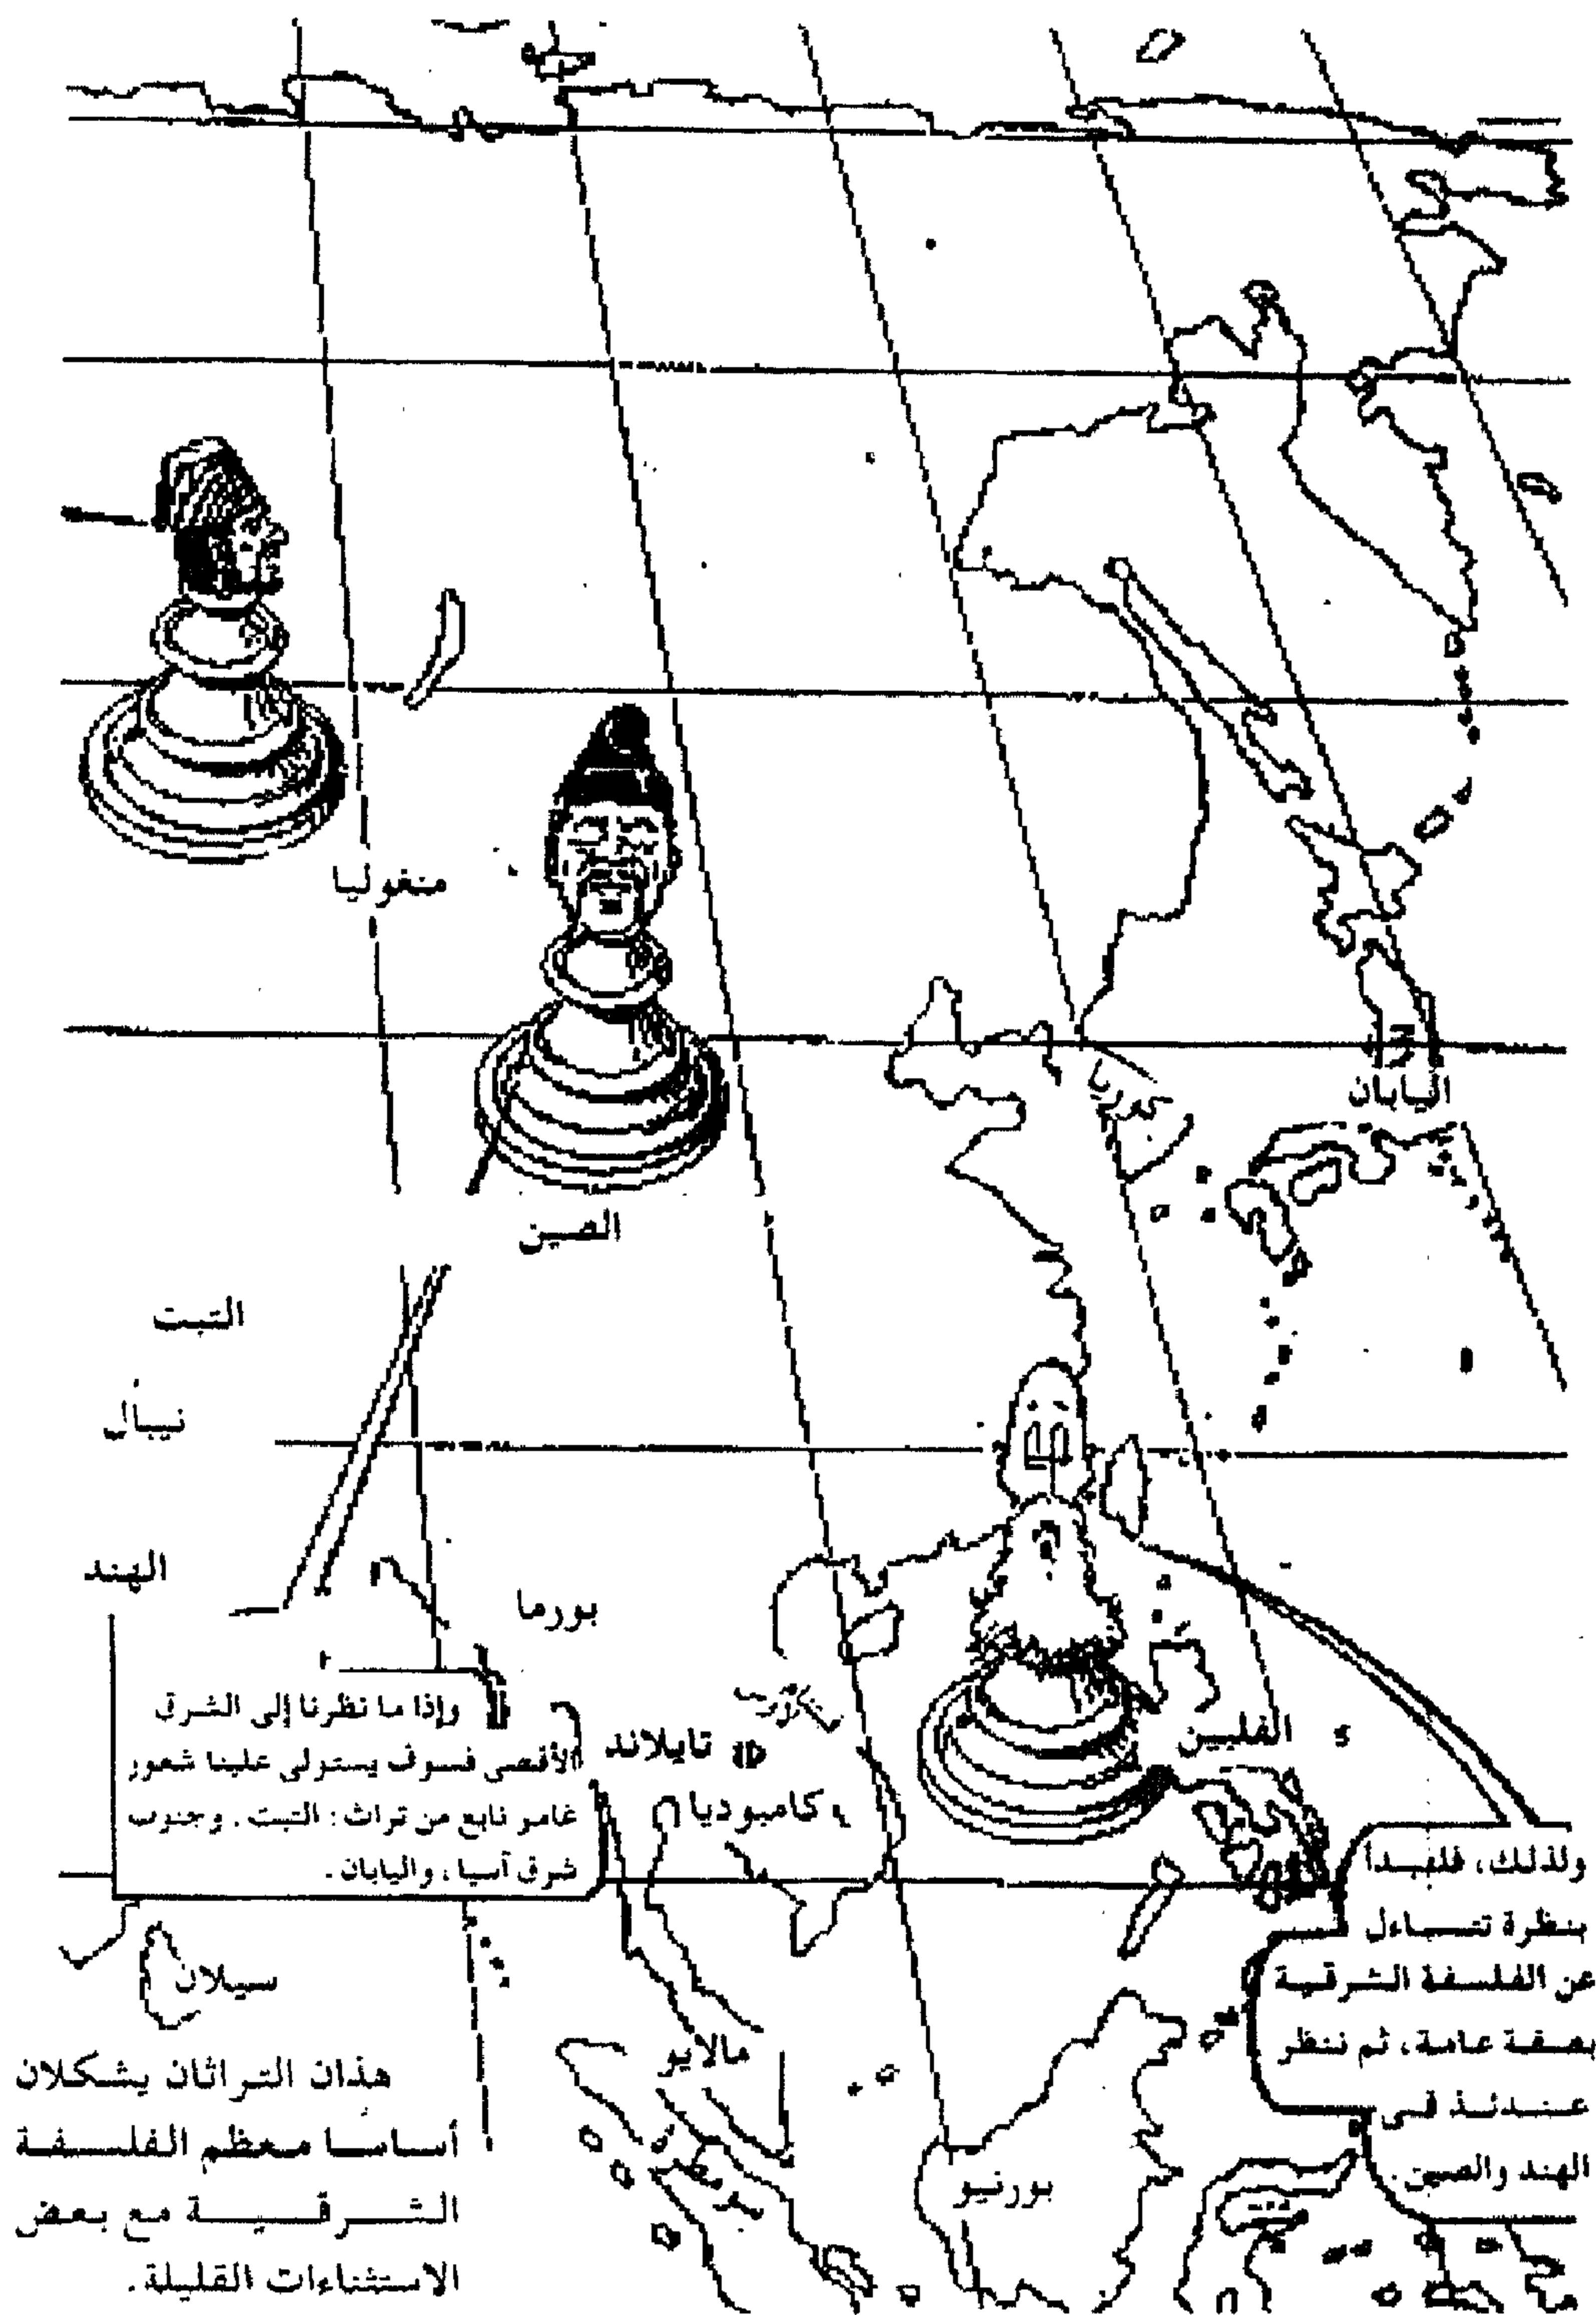 منغوليا
كوريا
اليابان
الصين
التبت
نيبال
الهند
بورما
تايلاند
الفلبين
كامبوديا
وإذا ما نظرنا إلى الشرق
الأقصى فسوف يستولى علينا شعور
غامر نابع من تراث: التبت، وجنوب
شرق آسيا، واليابان.
ولذلك، فلنبدأ
بنظرة تتساءل
عن الفلسفة الشرقية
بصفة عامة، ثم ننظر
عندئذ فى
الهند والصين.
سيلان
مالايو
بورنيو
هذان التراثان يشكلان
أساسا معظم الفلسفة
الشرقية مع بعض
الاستثناءات القليلة.